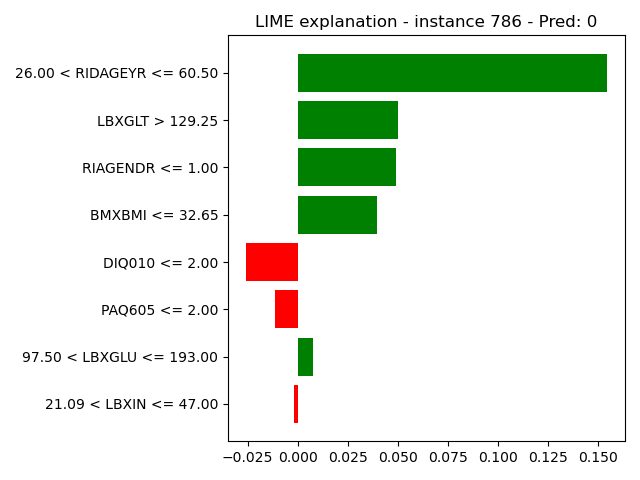 LIME explanation - instance 786 - Pred: 0
26.00 < RIDAGEYR <= 60.50
LBXGLT > 129.25
RIAGENDR <= 1.00
BMXBMI <= 32.65
DIQ010 <= 2.00
PAQ605 <= 2.00
97.50 < LBXGLU <= 193.00
21.09 < LBXIN <= 47.00
−0.025 0.000 0.025 0.050 0.075 0.100 0.125 0.150